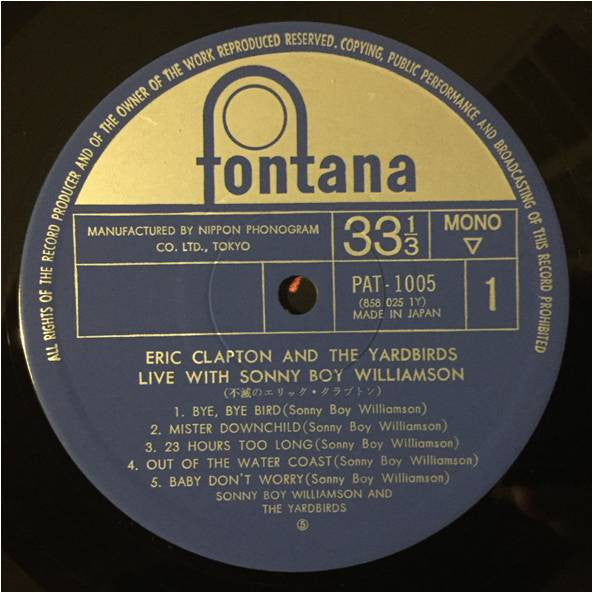 ALL RIGHTS OF THE RECORD PRODUCER AND OF THE OWNER OF THE WORK REPRODUCED RESERVED. COPYING, PUBLIC PERFORMANCE AND BROADCASTING OF THIS RECORD PROHIBITED
fontana
MANUFACTURED BY NIPPON PHONOGRAM
CO. LTD., TOKYO
33 1/3
MONO
▽
PAT-1005
(858 025 1Y)
MADE IN JAPAN
1
ERIC CLAPTON AND THE YARDBIRDS
LIVE WITH SONNY BOY WILLIAMSON
(不滅のエリック・クラプトン)
1. BYE, BYE BIRD (Sonny Boy Williamson)
2. MISTER DOWNCHILD (Sonny Boy Williamson)
3. 23 HOURS TOO LONG (Sonny Boy Williamson)
4. OUT OF THE WATER COAST (Sonny Boy Williamson)
5. BABY DON'T WORRY (Sonny Boy Williamson)
SONNY BOY WILLIAMSON AND
THE YARDBIRDS
Ⓢ